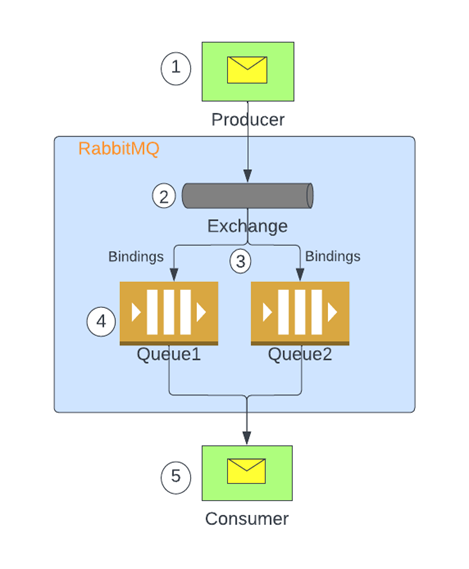 1
Producer
RabbitMQ
2
Exchange
Bindings
3
Bindings
4
Queue1
Queue2
5
Consumer